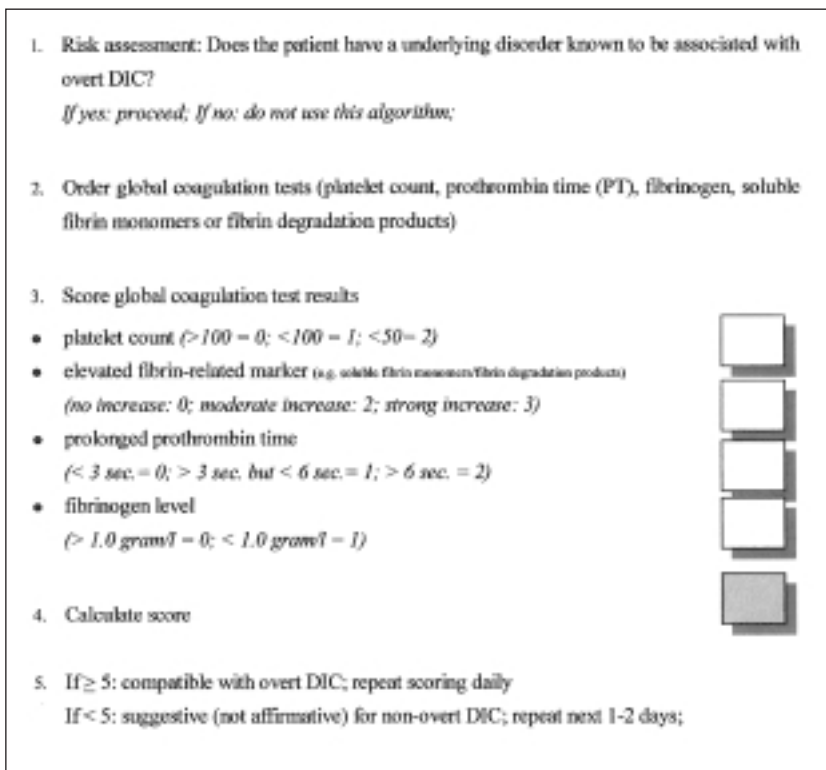 1. Risk assessment: Does the patient have a underlying disorder known to be associated with
overt DIC?
If yes: proceed; If no: do not use this algorithm;
2. Order global coagulation tests (platelet count, prothrombin time (PT), fibrinogen, soluble
fibrin monomers or fibrin degradation products)
3. Score global coagulation test results
• platelet count (>100 = 0; <100 = 1; <50= 2)
• elevated fibrin-related marker (e.g. soluble fibrin monomers/fibrin degradation products)
(no increase: 0; moderate increase: 2; strong increase: 3)
• prolonged prothrombin time
(< 3 sec.= 0; > 3 sec. but < 6 sec.= 1; > 6 sec. = 2)
• fibrinogen level
(> 1.0 gram/l = 0; < 1.0 gram/l = 1)
4. Calculate score
5. If ≥ 5: compatible with overt DIC; repeat scoring daily
If < 5: suggestive (not affirmative) for non-overt DIC; repeat next 1-2 days;